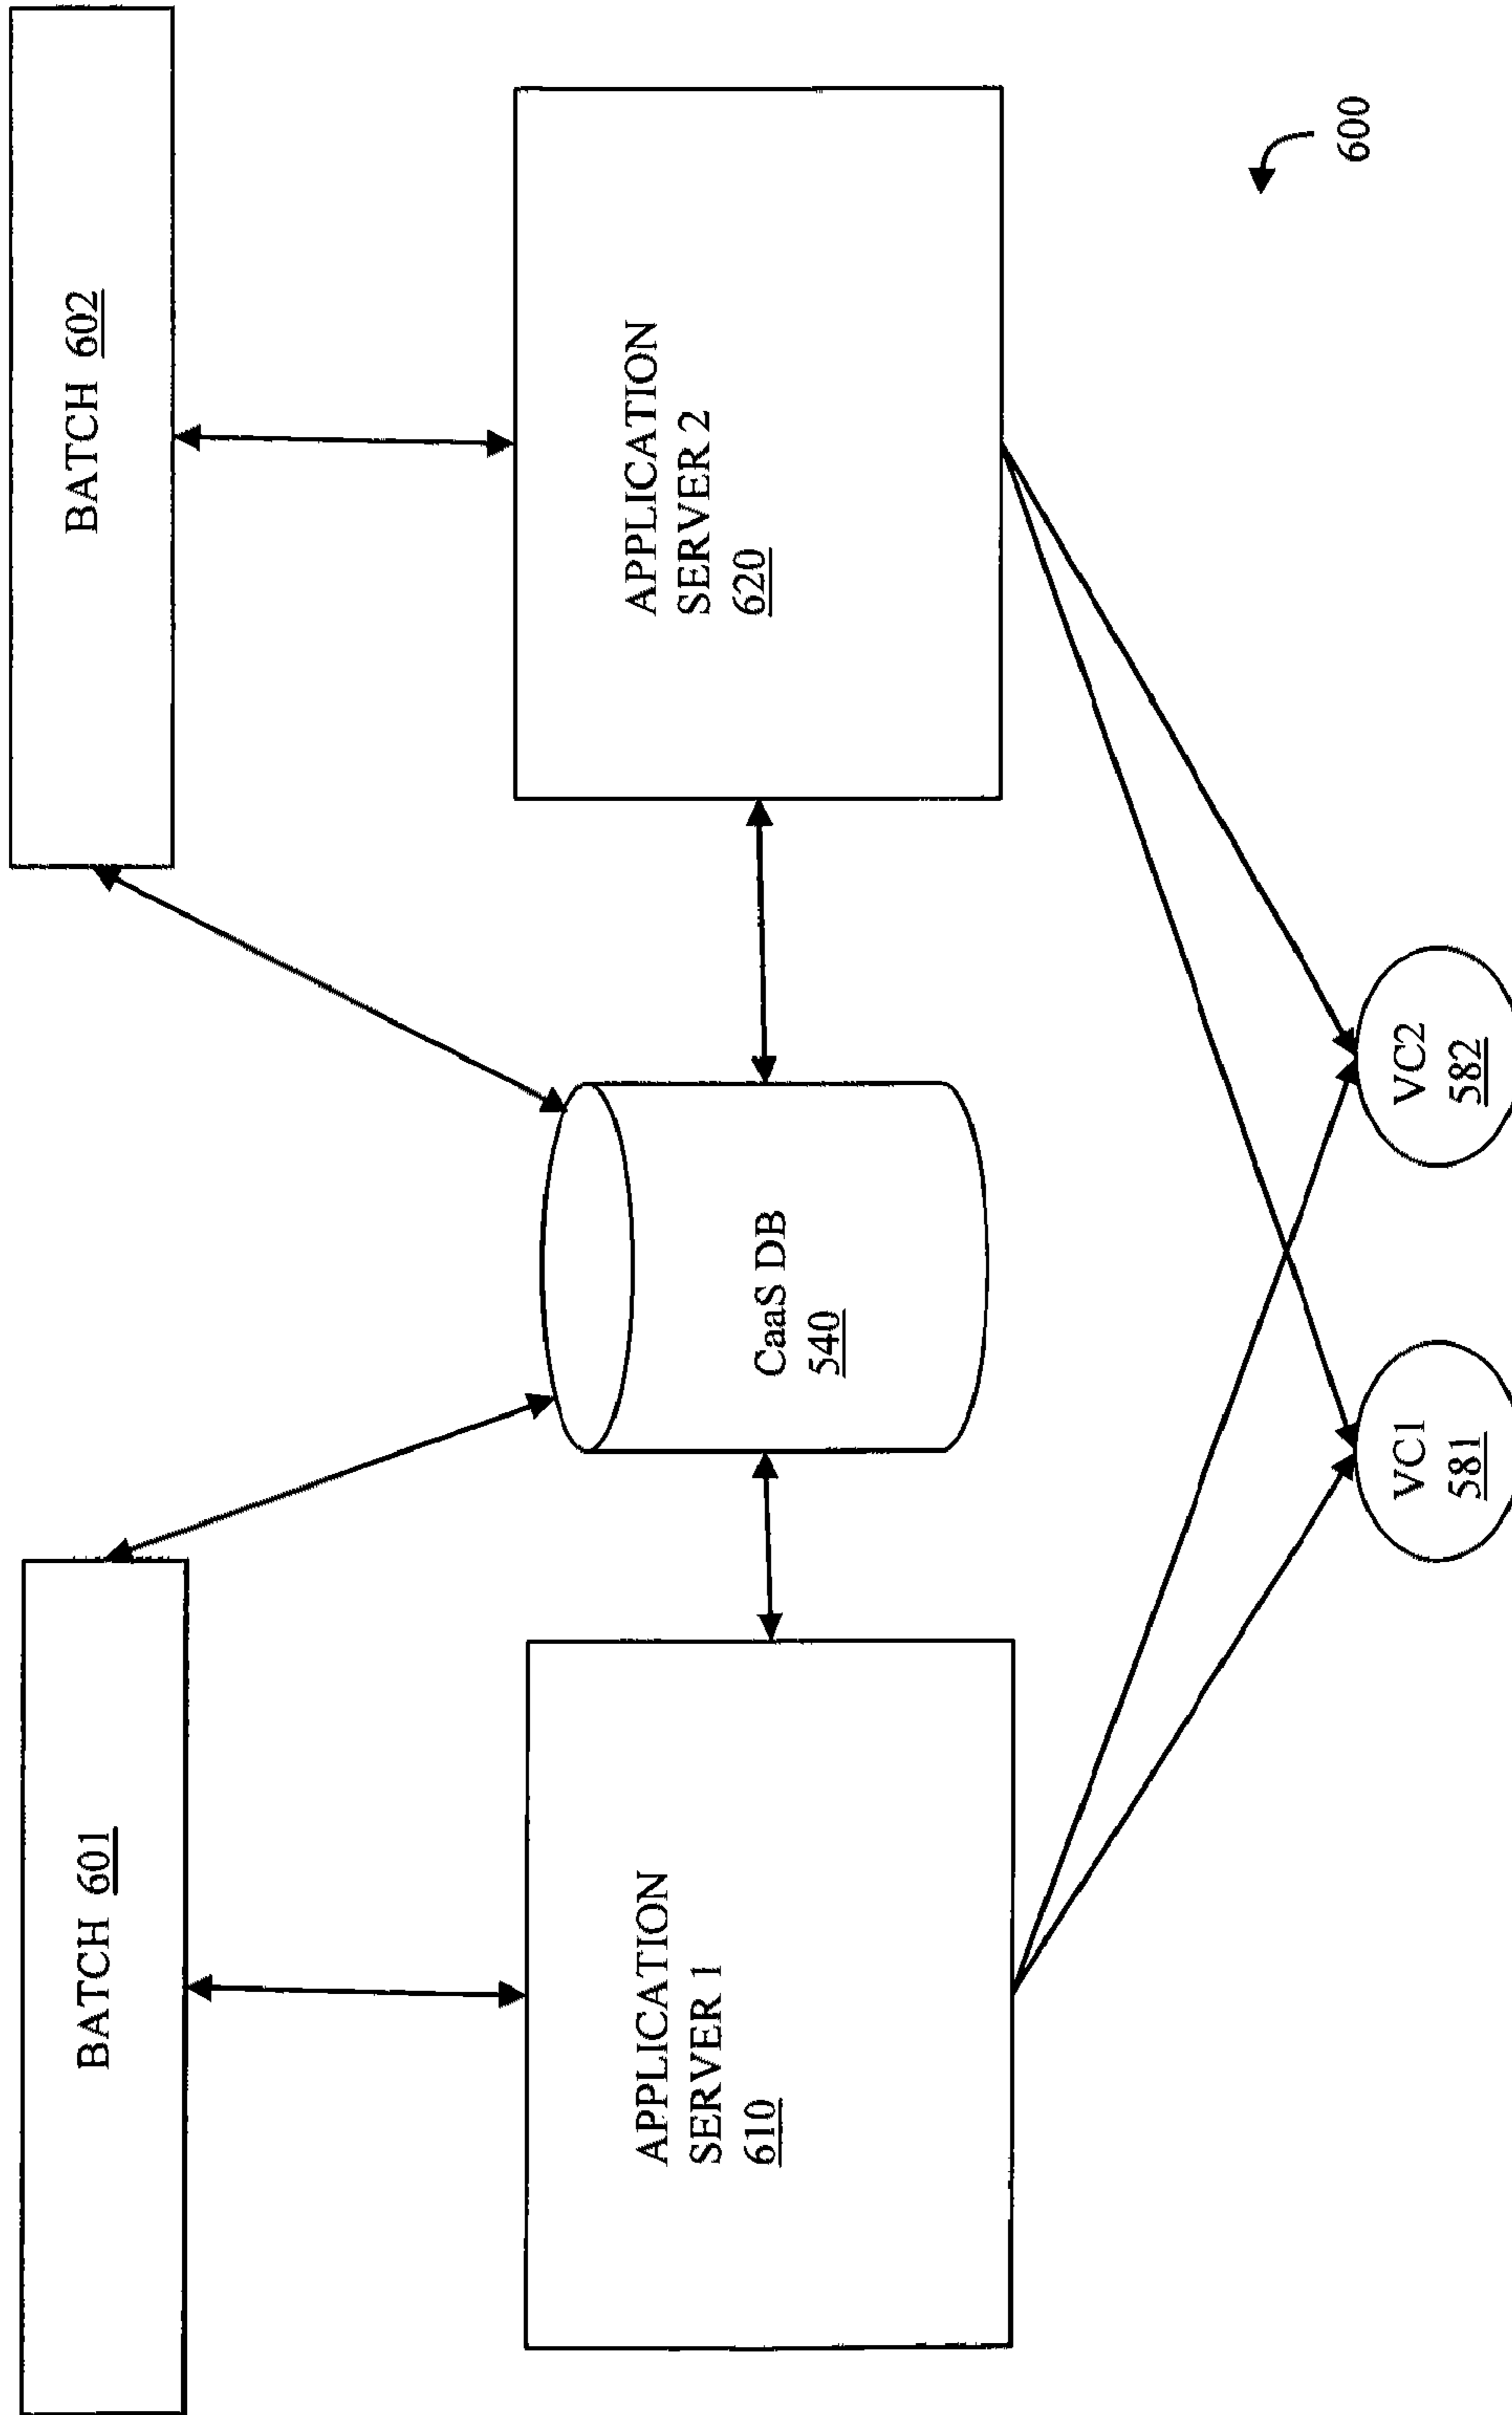 BATCH 601
BATCH 602
APPLICATION
SERVER 1
610
CaaS DB
540
APPLICATION
SERVER 2
620
VC1
581
VC2
582
600